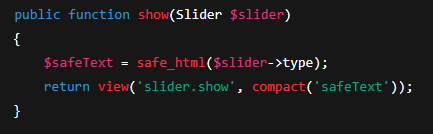 public function show(Slider $slider)
{
    $safeText = safe_html($slider->type);
    return view('slider.show', compact('safeText'));
}